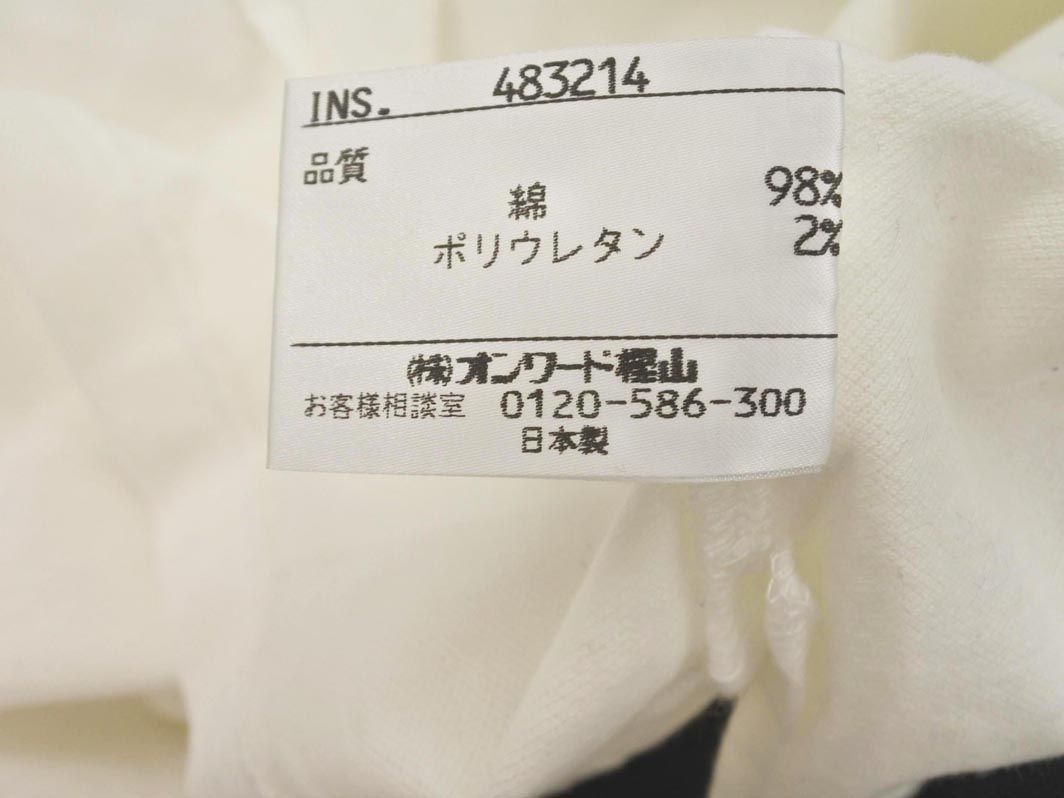 INS. 483214
品質
綿 98%
ポリウレタン 2%
㈱オンワード樫山
お客様相談室 0120-586-300
日本製